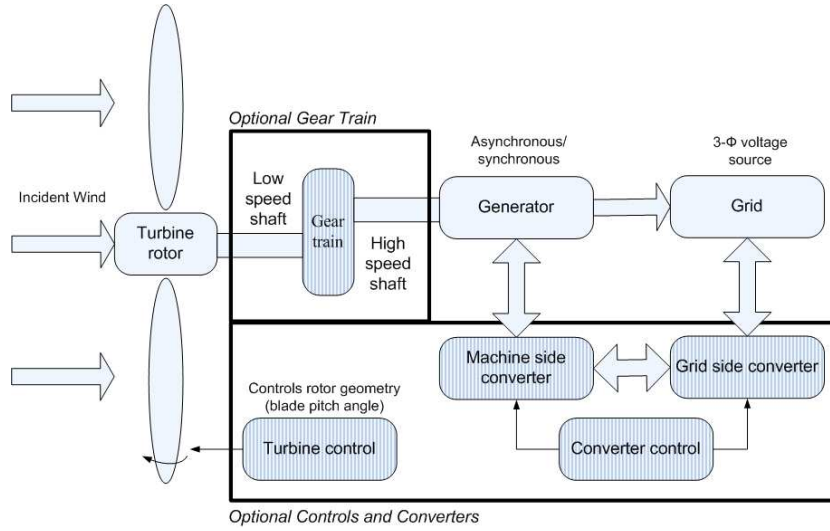 Optional Gear Train
Asynchronous/
synchronous
3-Φ voltage
source
Incident Wind
Low
speed
shaft
Gear
train
High
speed
shaft
Generator
Grid
Turbine
rotor
Machine side
converter
Grid side converter
Controls rotor geometry
(blade pitch angle)
Turbine control
Converter control
Optional Controls and Converters